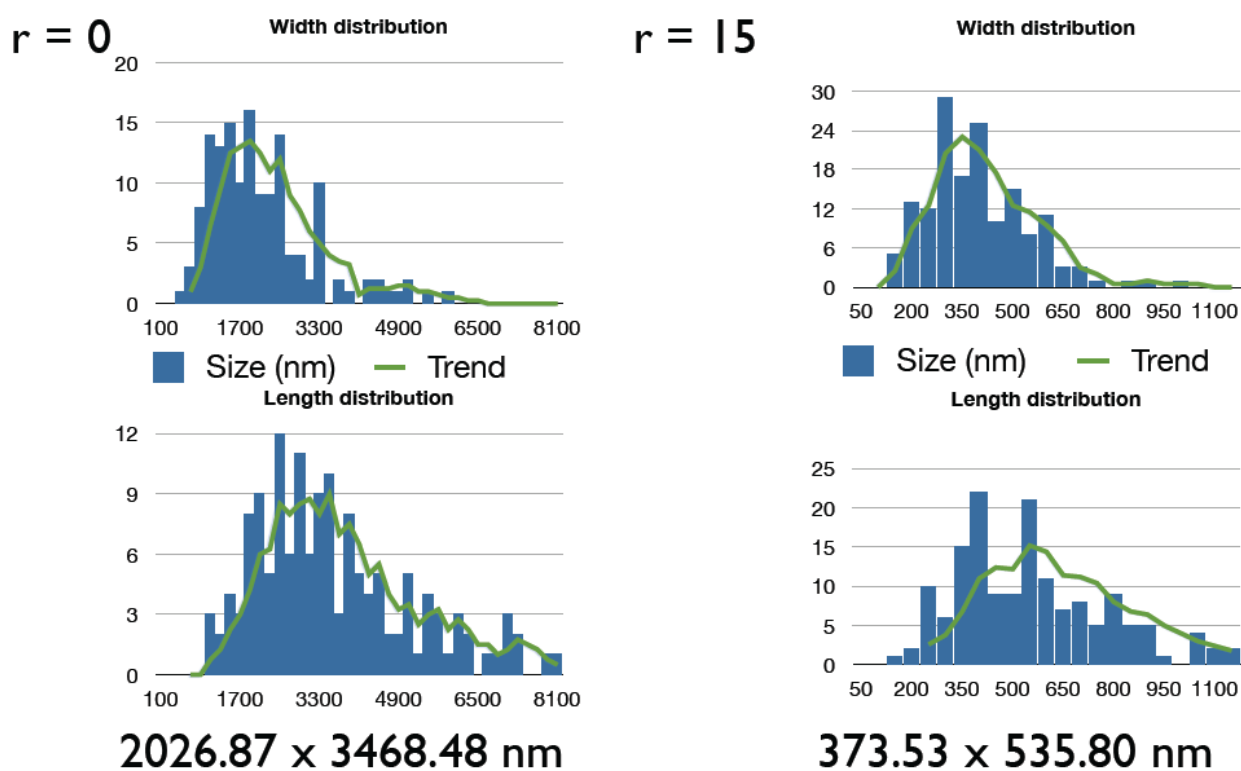 r = 0
Width distribution
20
15
10
5
0
100 1700 3300 4900 6500 8100
Size (nm) Trend
Length distribution
12
9
6
3
0
100 1700 3300 4900 6500 8100
2026.87 x 3468.48 nm
r = 15
Width distribution
30
24
18
12
6
0
50 200 350 500 650 800 950 1100
Size (nm) Trend
Length distribution
25
20
15
10
5
0
50 200 350 500 650 800 950 1100
373.53 x 535.80 nm